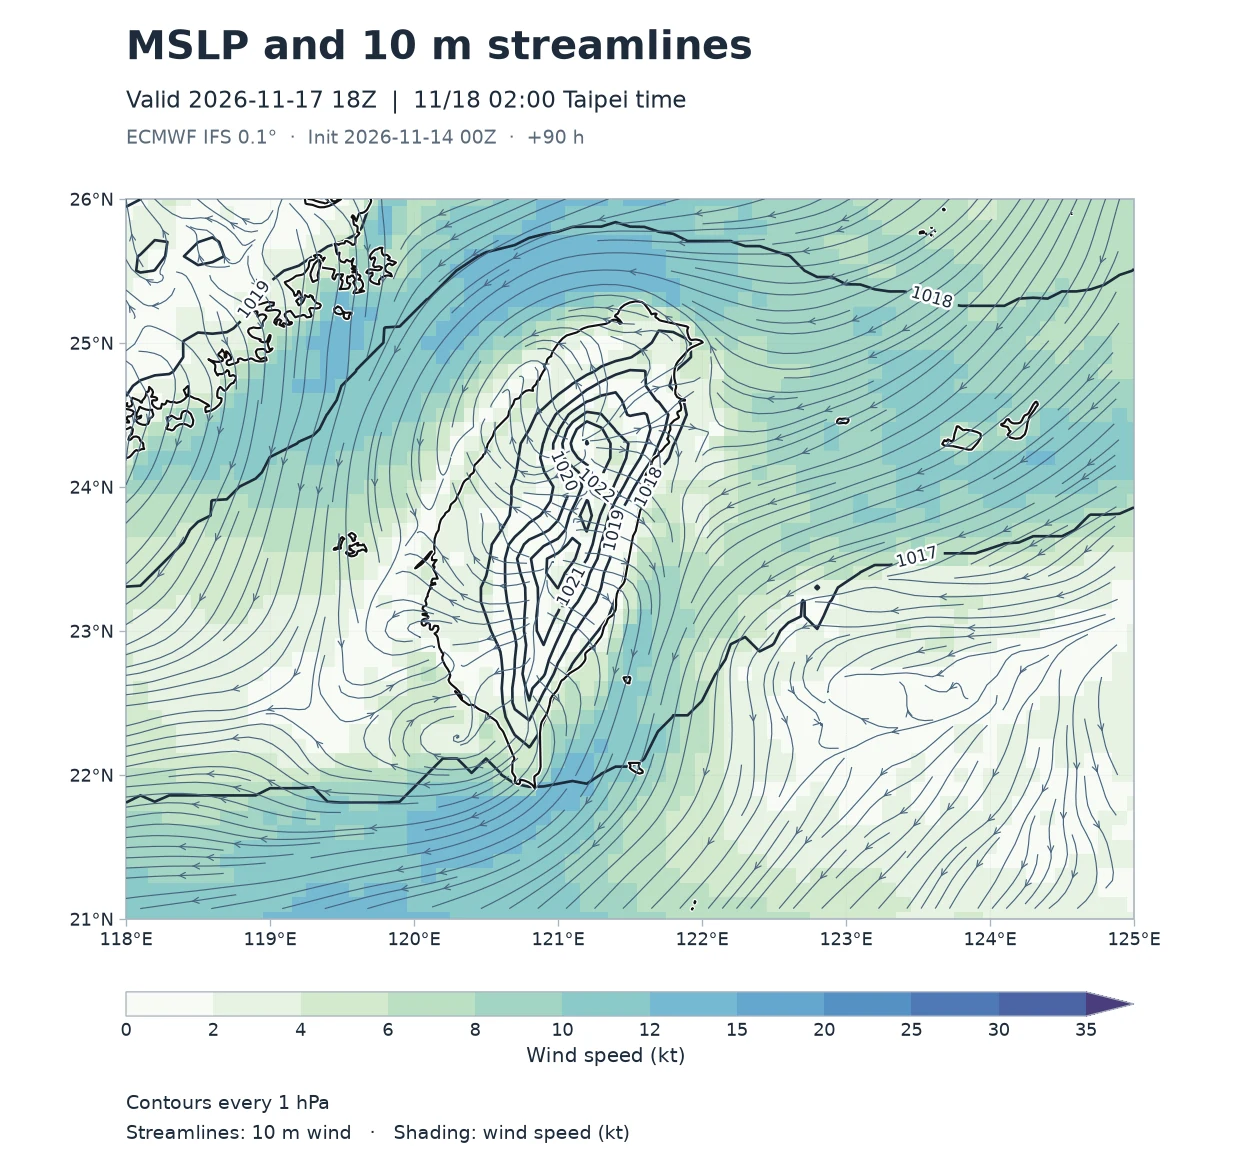 MSLP and 10 m streamlines
Valid 2026-11-17 18Z | 11/18 02:00 Taipei time
ECMWF IFS 0.1° · Init 2026-11-14 00Z · +90 h
26°N
25°N
24°N
23°N
22°N
21°N
1019
1018
1020
1022
1018
1019
1017
1021
118°E 119°E 120°E 121°E 122°E 123°E 124°E 125°E
0 2 4 6 8 10 12 15 20 25 30 35
Wind speed (kt)
Contours every 1 hPa
Streamlines: 10 m wind · Shading: wind speed (kt)